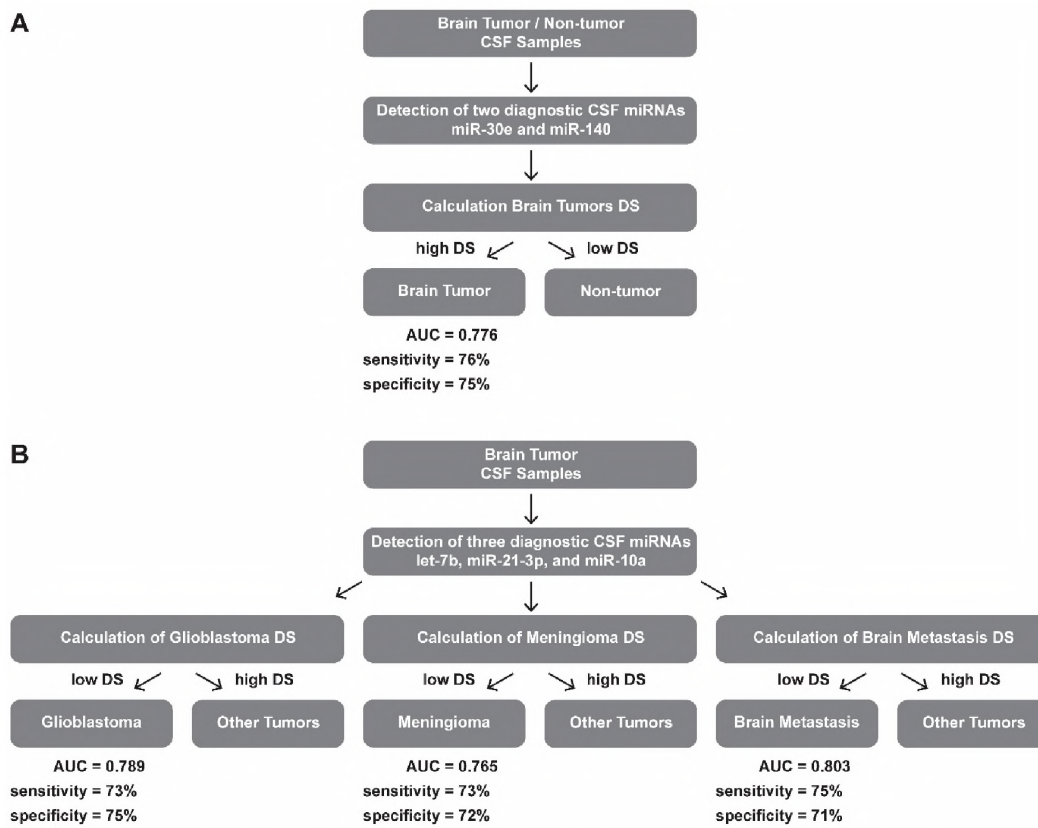 A
Brain Tumor / Non-tumor
CSF Samples
Detection of two diagnostic CSF miRNAs
miR-30e and miR-140
Calculation Brain Tumors DS
high DS
low DS
Brain Tumor
Non-tumor
AUC = 0.776
sensitivity = 76%
specificity = 75%
B
Brain Tumor
CSF Samples
Detection of three diagnostic CSF miRNAs
let-7b, miR-21-3p, and miR-10a
Calculation of Glioblastoma DS
low DS
high DS
Glioblastoma
Other Tumors
AUC = 0.789
sensitivity = 73%
specificity = 75%
Calculation of Meningioma DS
low DS
high DS
Meningioma
Other Tumors
AUC = 0.765
sensitivity = 73%
specificity = 72%
Calculation of Brain Metastasis DS
low DS
high DS
Brain Metastasis
Other Tumors
AUC = 0.803
sensitivity = 75%
specificity = 71%